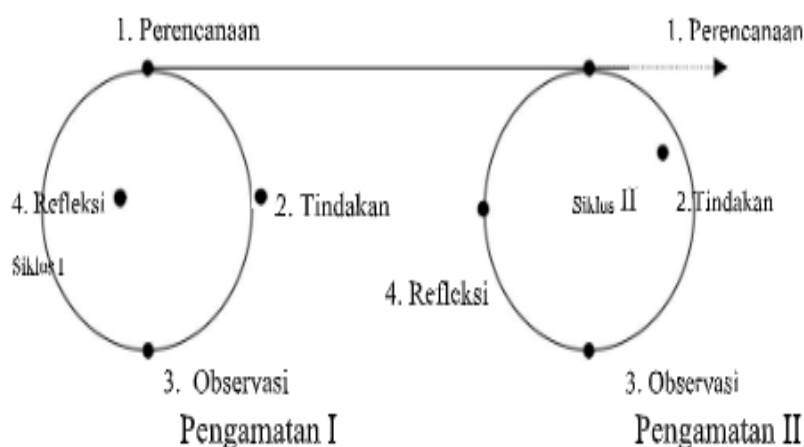 1. Perencanaan
1. Perencanaan
4. Refleksi
2. Tindakan
Siklus I
Siklus II
2.Tindakan
4. Refleksi
3. Observasi
3. Observasi
Pengamatan I
Pengamatan II